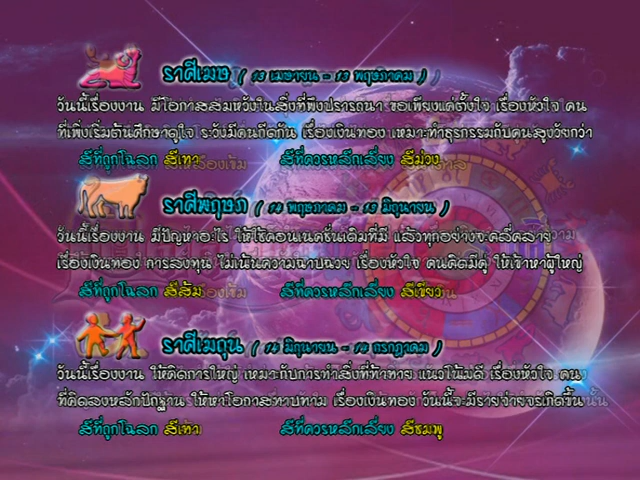 ราศีเมษ ( 13 เมษายน - 13 พฤษภาคม )
วันนี้เรื่องงาน มีโอกาสสมหวังในสิ่งที่พึงปรารถนา ขอเพียงแค่ตั้งใจ เรื่องหัวใจ คน
ที่เพิ่งเริ่มต้นศึกษาดูใจ ระวังมีคนกีดกัน เรื่องเงินทอง เหมาะทำธุรกรรมกับคนสูงวัยกว่า
สีที่ถูกโฉลก สีเทา สีที่ควรหลีกเลี่ยง สีม่วง
ราศีพฤษภ ( 14 พฤษภาคม - 13 มิถุนายน )
วันนี้เรื่องงาน มีปัญหาอะไร ให้ใช้คอนเนคชั่นเดิมที่มี แล้วทุกอย่างจะคลี่คลาย
เรื่องเงินทอง การลงทุน ไม่เน้นความฉาบฉวย เรื่องหัวใจ คนคิดมีคู่ ให้เข้าหาผู้ใหญ่
สีที่ถูกโฉลก สีส้ม สีที่ควรหลีกเลี่ยง สีเขียว
ราศีเมถุน ( 14 มิถุนายน - 14 กรกฎาคม )
วันนี้เรื่องงาน ให้คิดการใหญ่ เหมาะกับการทำสิ่งที่ท้าทาย แนวโน้มดี เรื่องหัวใจ คน
ที่คิดลงหลักปักฐาน ให้หาโอกาสทาบทาม เรื่องเงินทอง วันนี้จะมีรายจ่ายจรเกิดขึ้น
สีที่ถูกโฉลก สีเทา สีที่ควรหลีกเลี่ยง สีชมพู